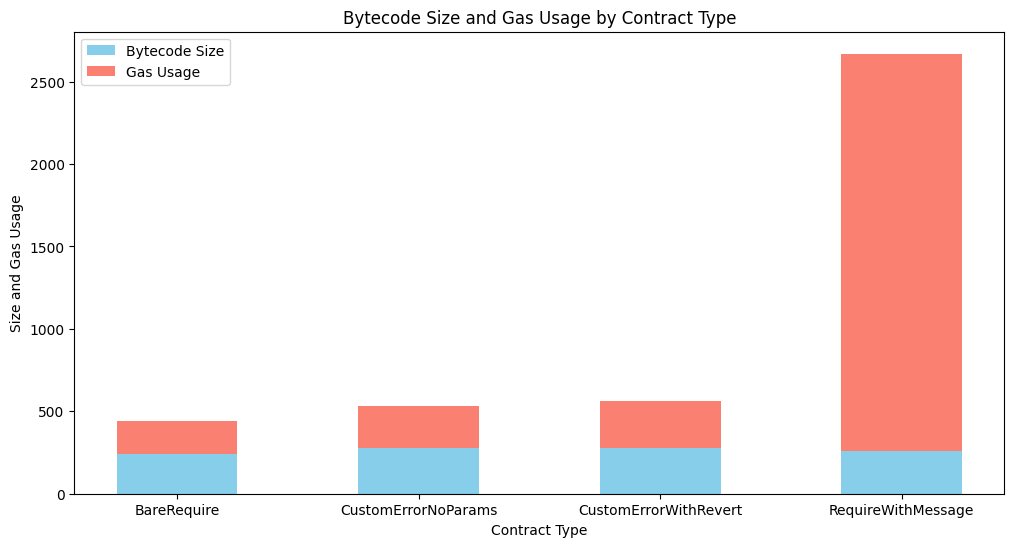 Bytecode Size and Gas Usage by Contract Type
Bytecode Size
Gas Usage
Size and Gas Usage
2500
2000
1500
1000
500
0
BareRequire
CustomErrorNoParams
CustomErrorWithRevert
RequireWithMessage
Contract Type